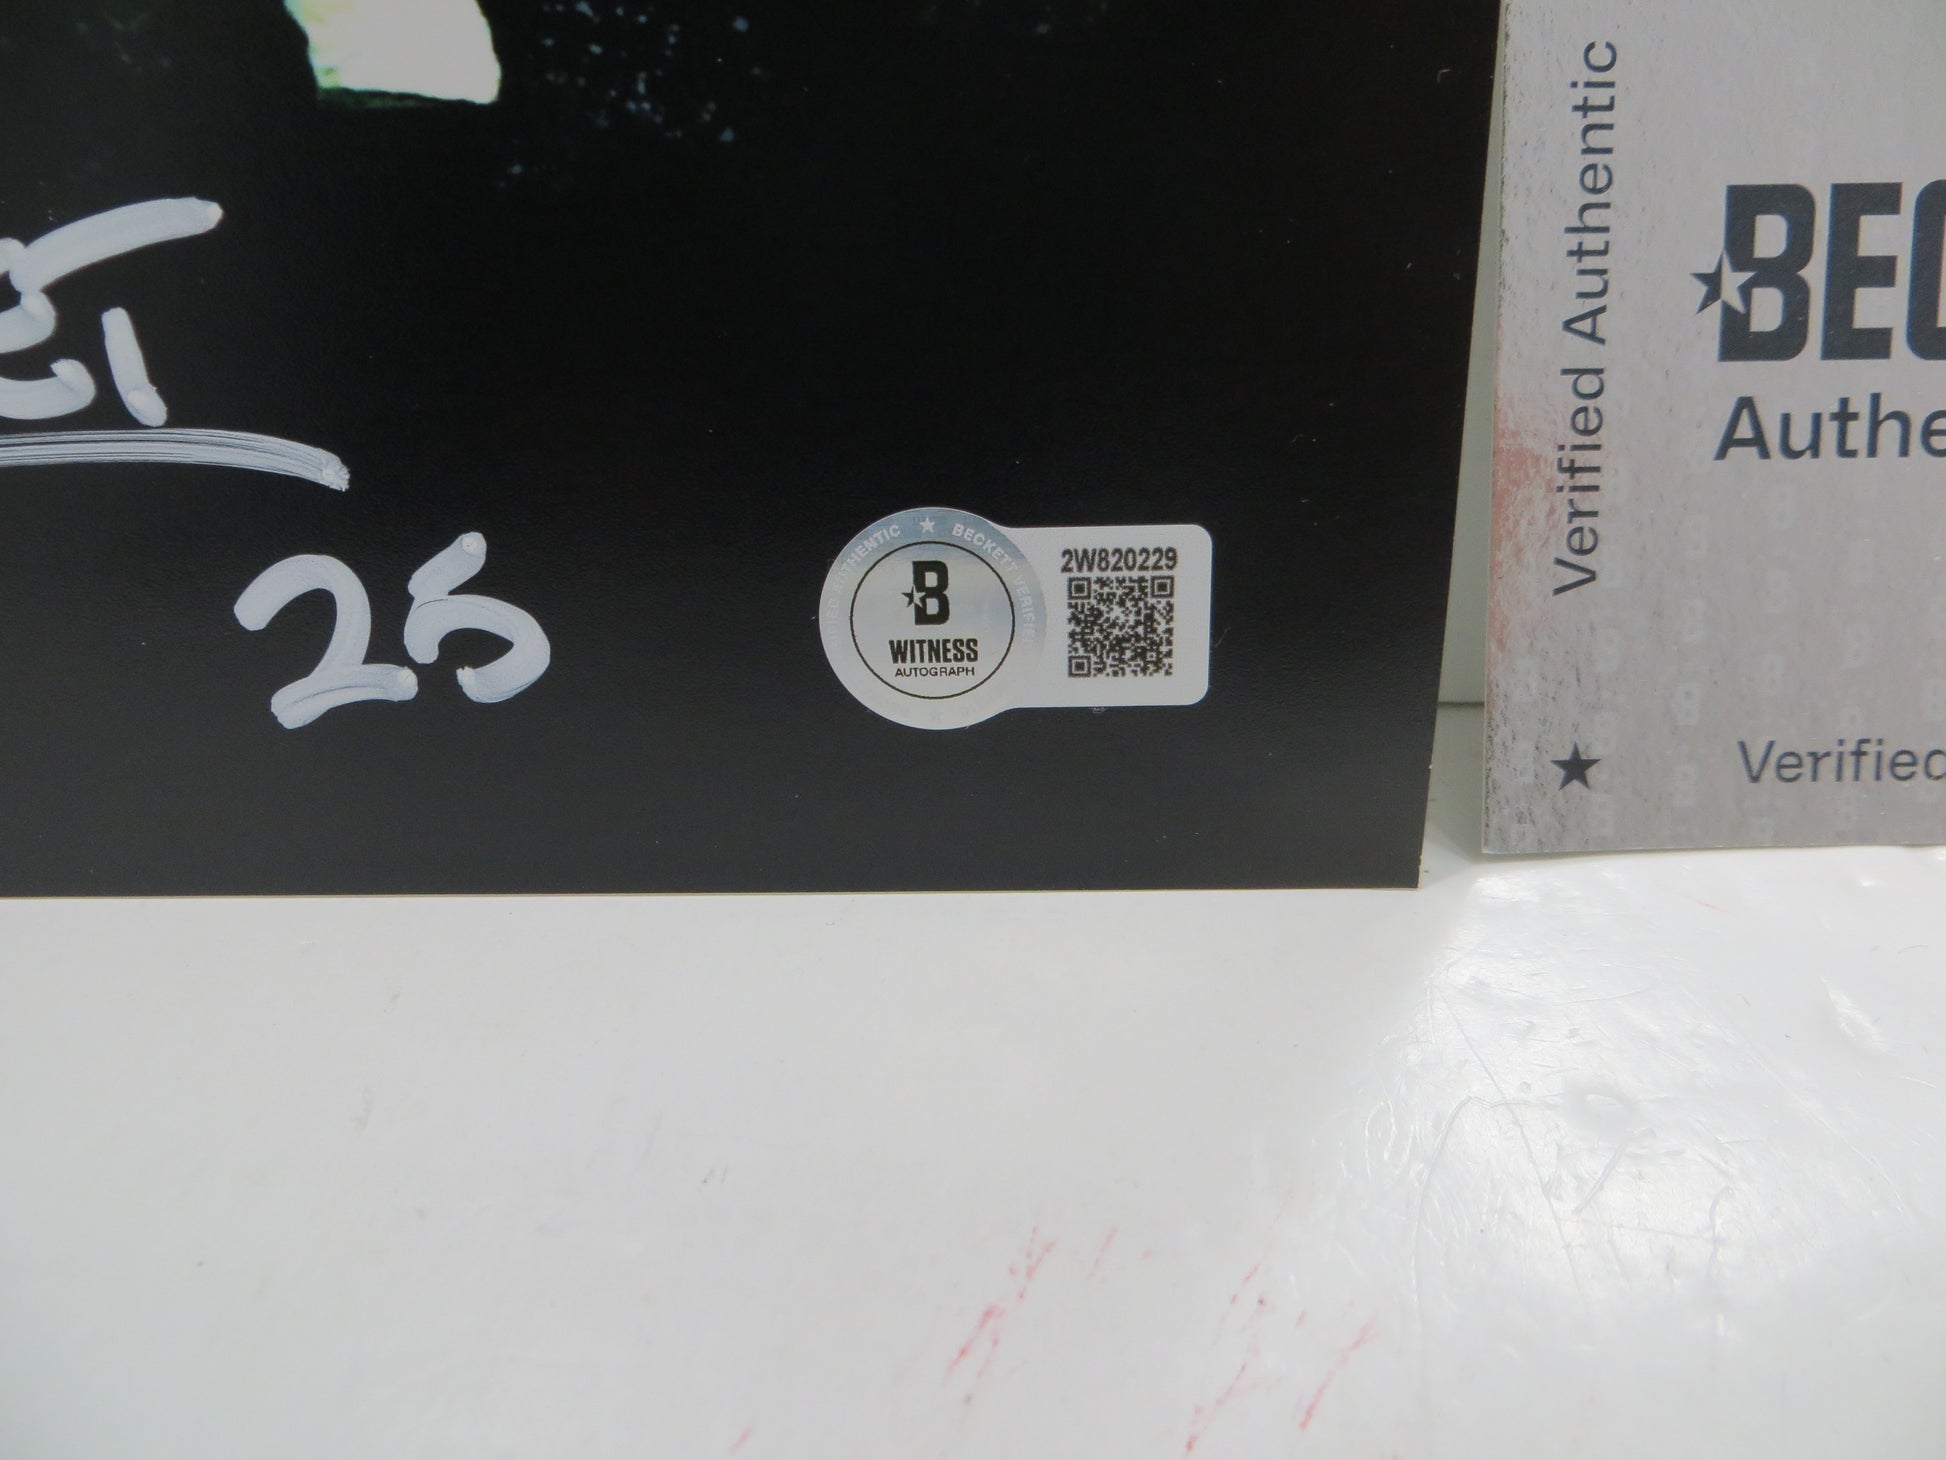 25
VERIFIED AUTHENTIC ★ BECKETT VERIFIED
B
WITNESS
AUTOGRAPH
2W820229
Verified Authentic
BEC
Authe
Verified